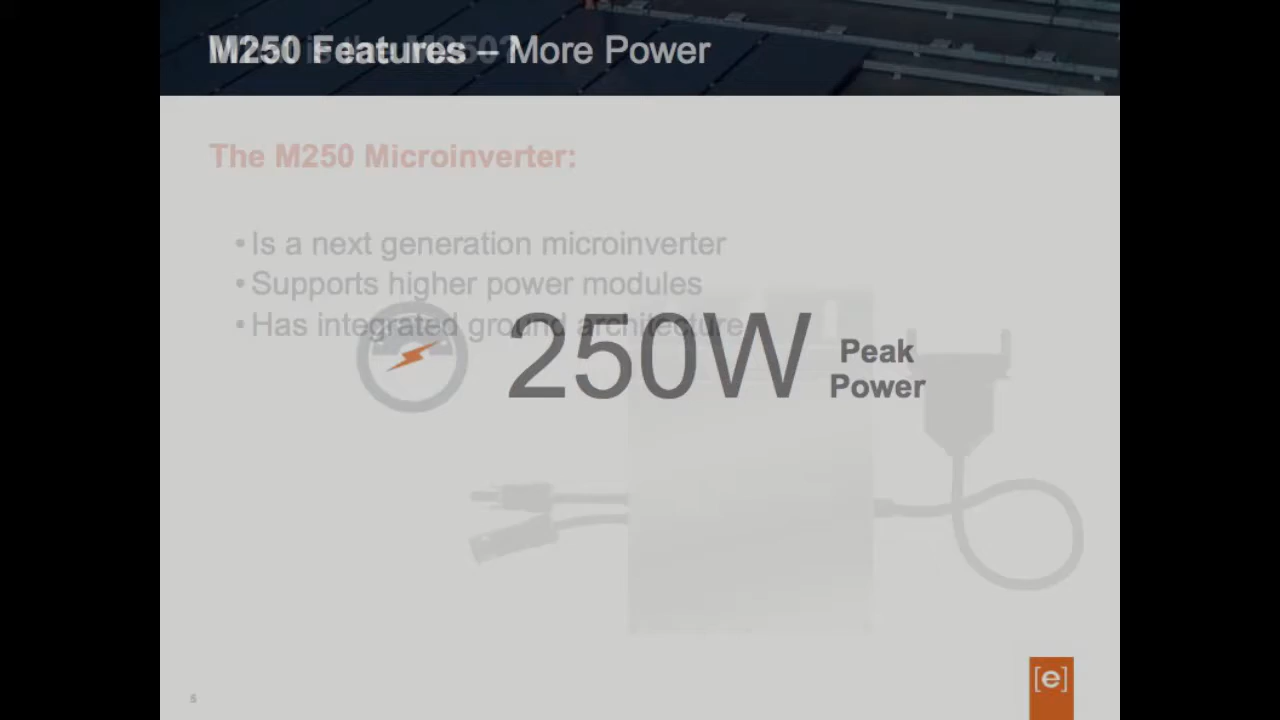 M250 Features – More Power
The M250 Microinverter:
• Is a next generation microinverter
• Supports higher power modules
• Has integrated ground architecture
250W
Peak
Power
5
[e]